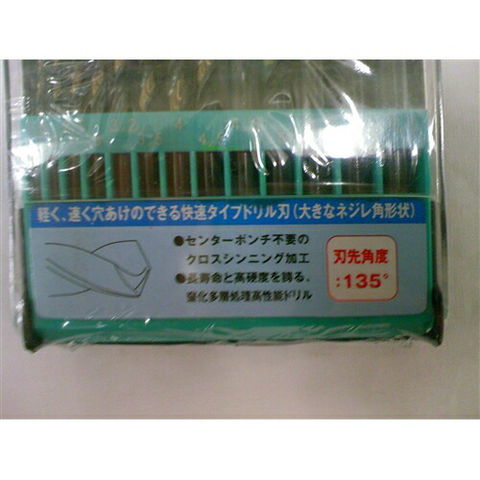 軽く、速く穴あけのできる快速タイプドリル刃(大きなネジレ角形状)
●センターポンチ不要の
クロスシンニング加工
●長寿命と高硬度を誇る、
窒化多層処理高性能ドリル
刃先角度
:135°